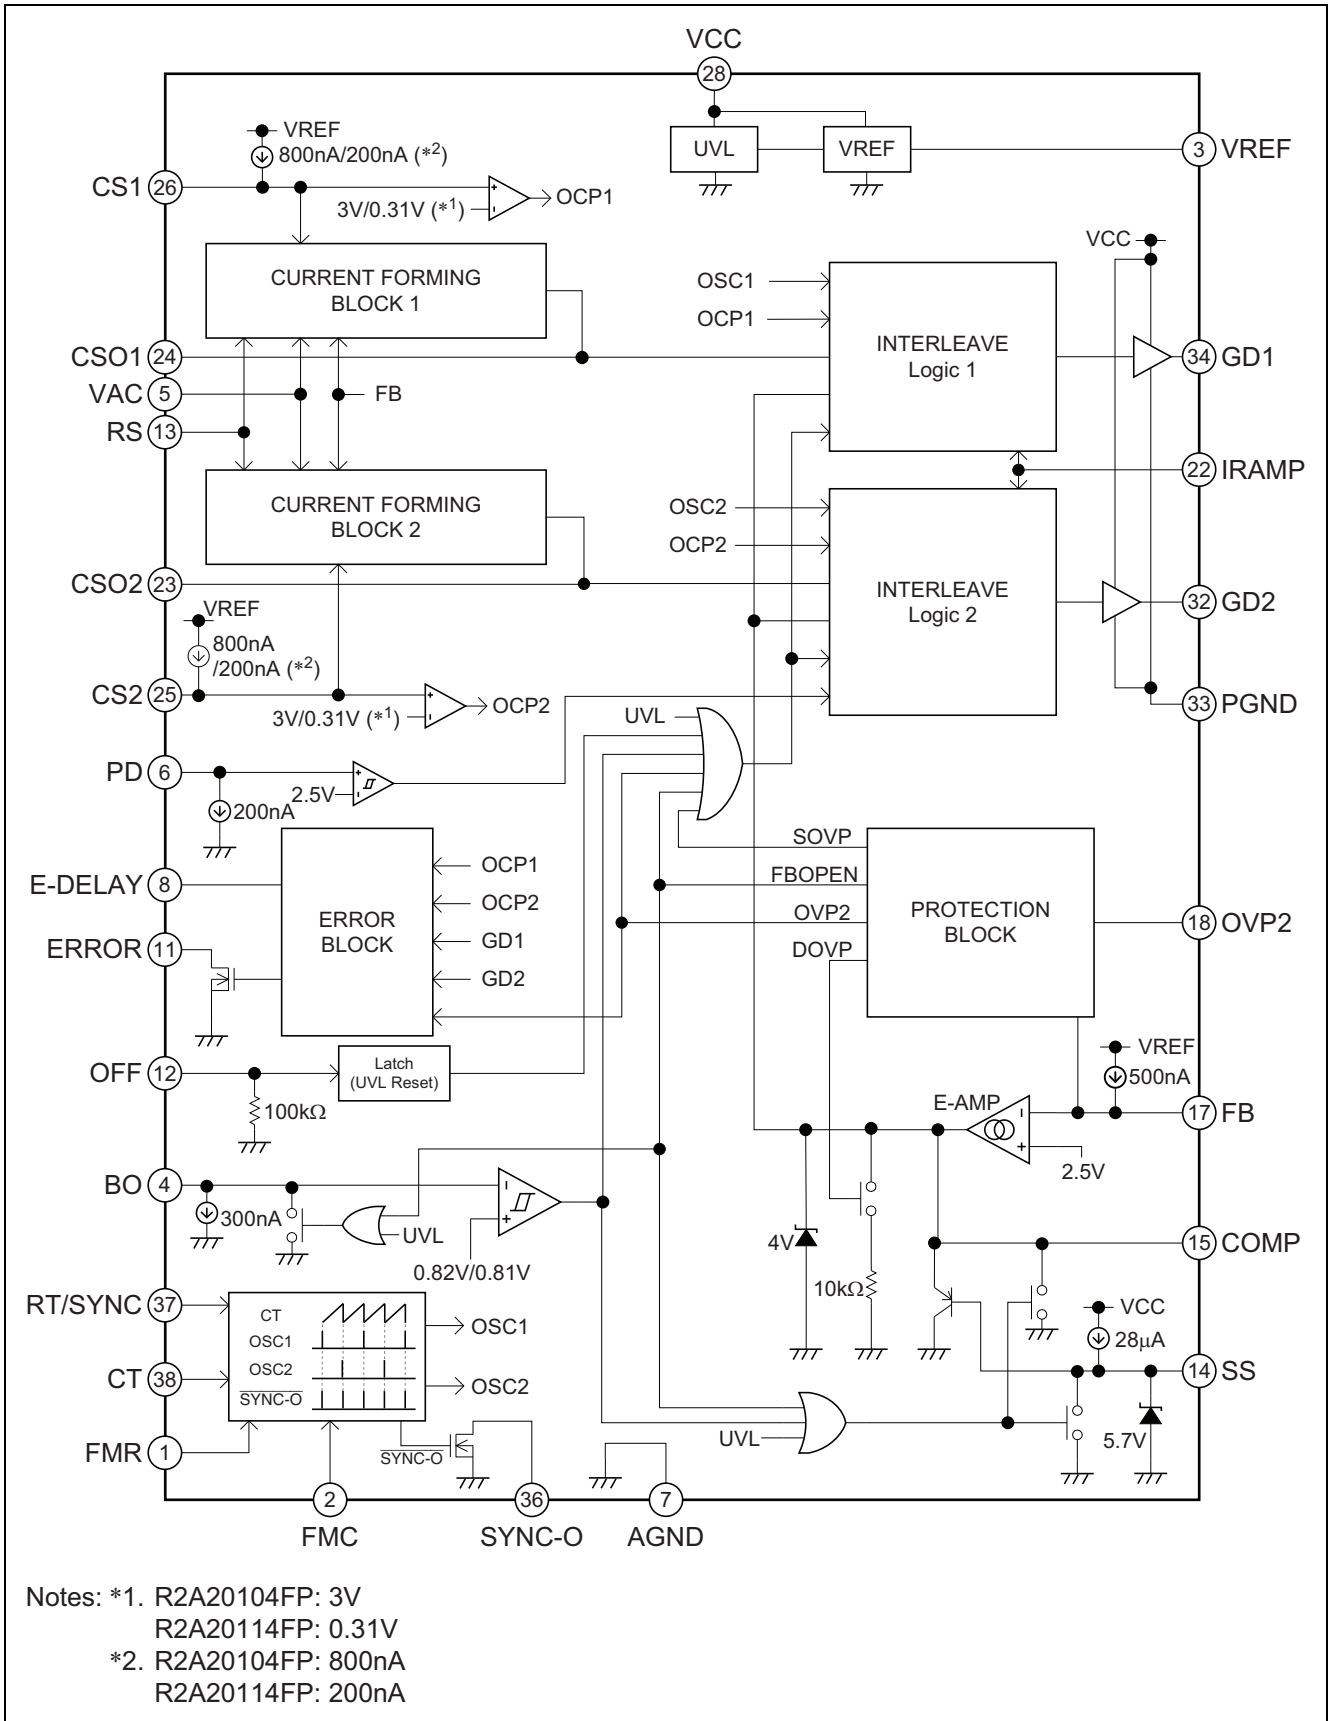 VCC
28
VREF
800nA/200nA (*2)
UVL
VREF
3
VREF
CS1
26
3V/0.31V (*1)
OCP1
CURRENT FORMING
BLOCK 1
VCC
OSC1
OCP1
INTERLEAVE
Logic 1
CSO1
24
34
GD1
VAC
5
FB
RS
13
22
IRAMP
CURRENT FORMING
BLOCK 2
OSC2
OCP2
INTERLEAVE
Logic 2
CSO2
23
32
GD2
VREF
800nA
/200nA (*2)
CS2
25
3V/0.31V (*1)
OCP2
33
PGND
UVL
PD
6
2.5V
200nA
SOVP
FBOPEN
OVP2
DOVP
PROTECTION
BLOCK
18
OVP2
E-DELAY
8
ERROR
11
ERROR
BLOCK
OCP1
OCP2
GD1
GD2
OFF
12
Latch
(UVL Reset)
100kΩ
VREF
500nA
E-AMP
17
FB
2.5V
BO
4
300nA
UVL
0.82V/0.81V
4V
10kΩ
15
COMP
VCC
28μA
14
SS
5.7V
RT/SYNC
37
CT
OSC1
OSC2
SYNC-O
OSC1
OSC2
CT
38
FMR
1
SYNC-O
UVL
2
FMC
36
SYNC-O
7
AGND
Notes: *1. R2A20104FP: 3V
R2A20114FP: 0.31V
*2. R2A20104FP: 800nA
R2A20114FP: 200nA